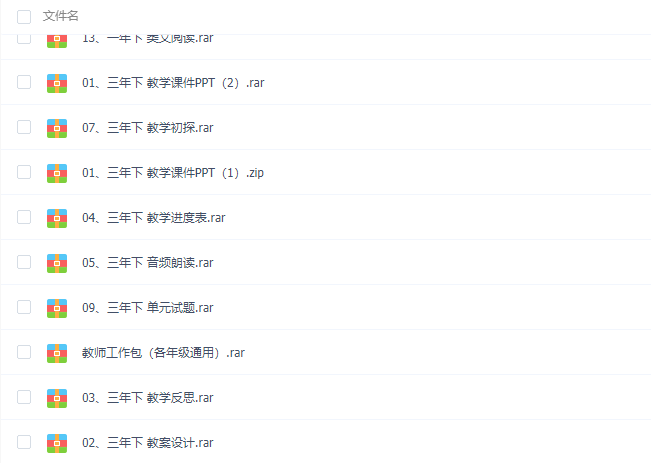 文件名
13、一年下 类文阅读.rar
01、三年下 教学课件PPT（2）.rar
07、三年下 教学初探.rar
01、三年下 教学课件PPT（1）.zip
04、三年下 教学进度表.rar
05、三年下 音频朗读.rar
09、三年下 单元试题.rar
教师工作包（各年级通用）.rar
03、三年下 教学反思.rar
02、三年下 教案设计.rar